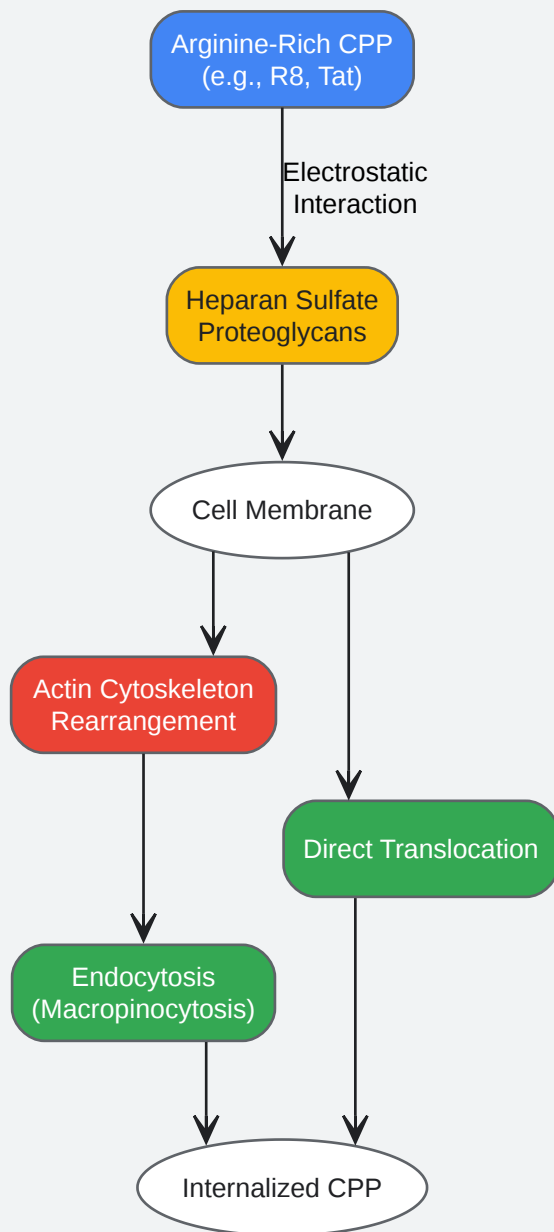 Arginine-Rich CPP
(e.g., R8, Tat)
Electrostatic
Interaction
Heparan Sulfate
Proteoglycans
Cell Membrane
Actin Cytoskeleton
Rearrangement
Direct Translocation
Endocytosis
(Macropinocytosis)
Internalized CPP